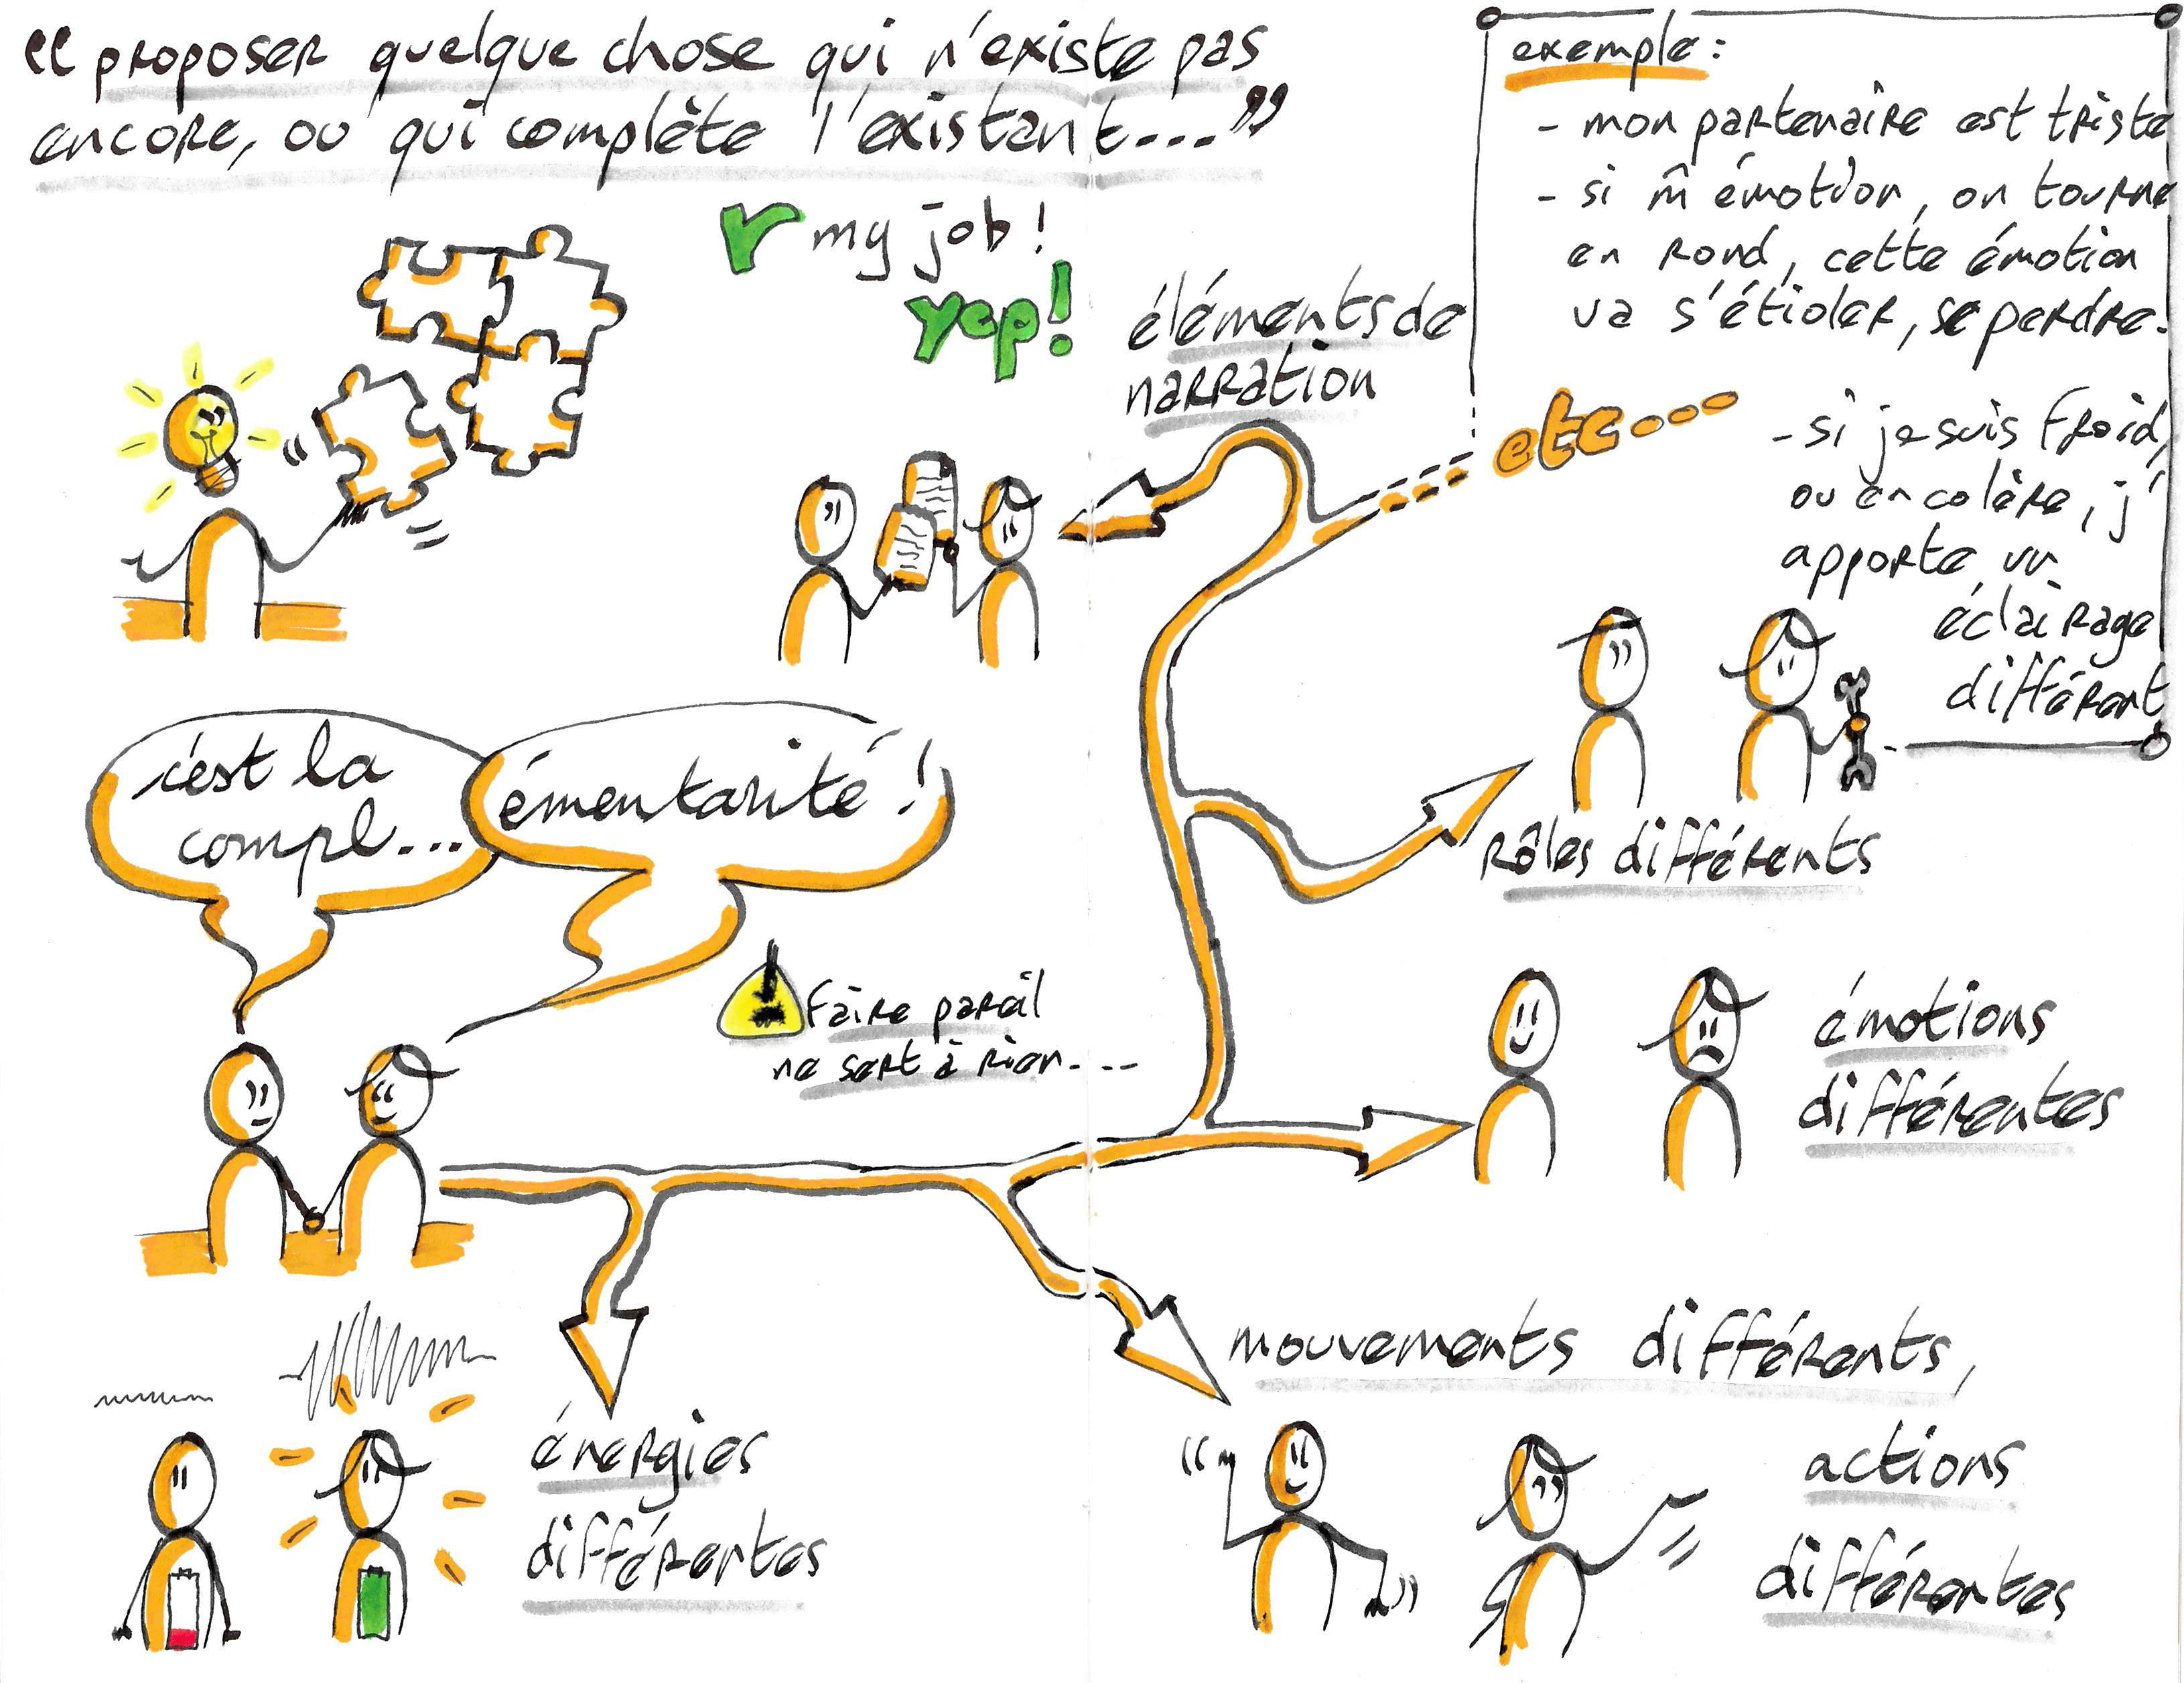 “ proposer quelque chose qui n'existe pas
encore, ou qui complète l'existant... ”
r my job !
yep !
éléments de
narration
exemple :
- mon partenaire est triste
- si m̂ émotion, on tourne
en rond, cette émotion
va s'étioler, se perdre.
- si je suis froid,
ou en colère, j'
apporte un
éclairage
différent
etc...
c'est la
compl...
émentarité !
rôles différents
! Faire pareil
ne sert à rien...
émotions
différentes
énergies
différentes
mouvements différents,
actions
différentes